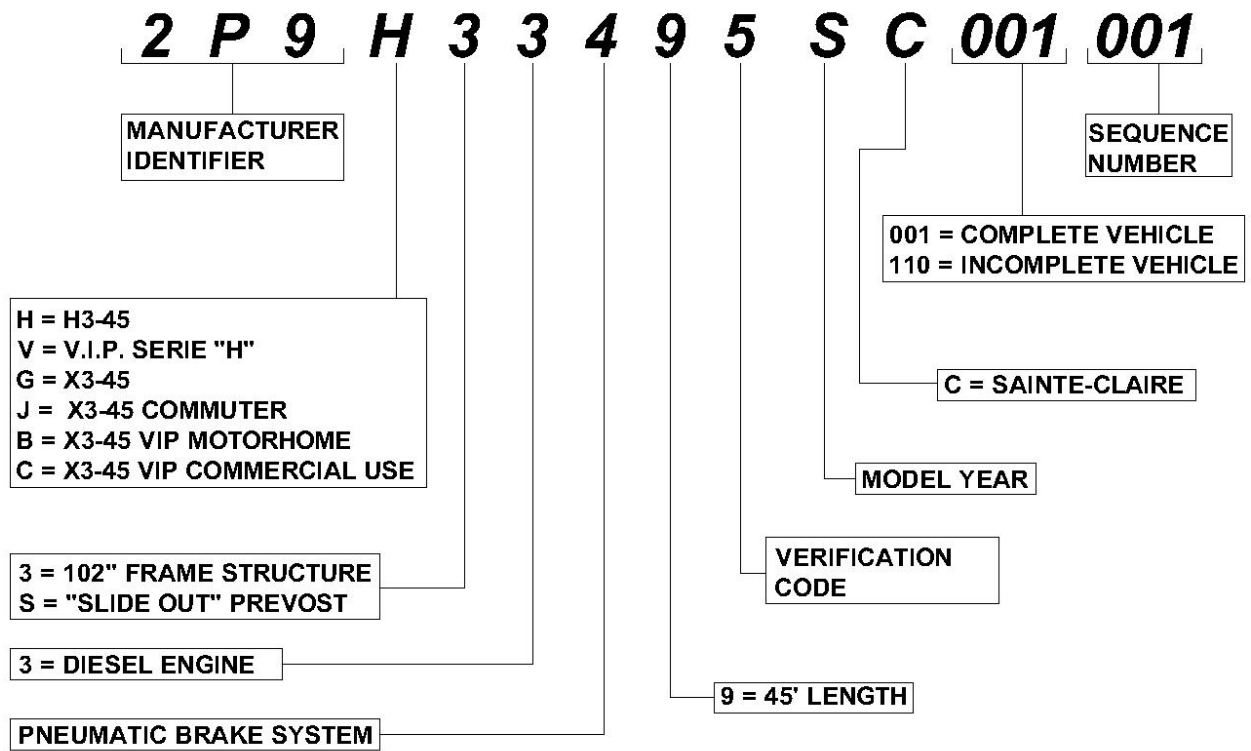 2 P 9 H 3 3 4 9 5 S C 001 001
MANUFACTURER
IDENTIFIER
SEQUENCE
NUMBER
001 = COMPLETE VEHICLE
110 = INCOMPLETE VEHICLE
H = H3-45
V = V.I.P. SERIE "H"
G = X3-45
J = X3-45 COMMUTER
B = X3-45 VIP MOTORHOME
C = X3-45 VIP COMMERCIAL USE
C = SAINTE-CLAIRE
MODEL YEAR
3 = 102" FRAME STRUCTURE
S = "SLIDE OUT" PREVOST
VERIFICATION
CODE
3 = DIESEL ENGINE
9 = 45' LENGTH
PNEUMATIC BRAKE SYSTEM